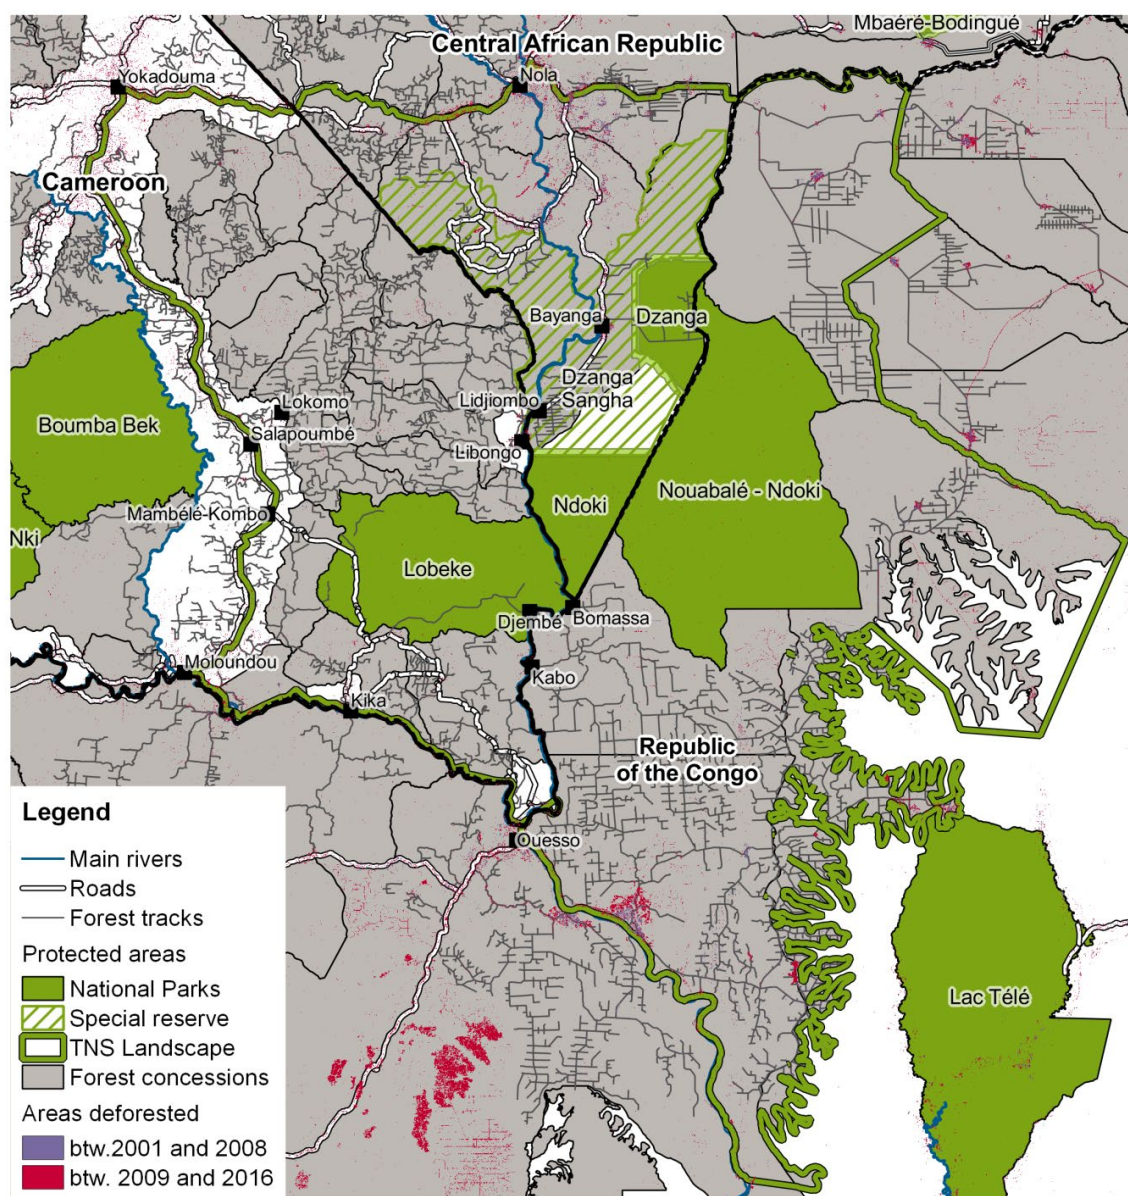 Mbaéré-Bodingué
Central African Republic
Yokadouma
Nola
Cameroon
Bayanga
Dzanga
Dzanga
Sangha
Lidjiombo
Lokomo
Boumba Bek
Salapoumbé
Libongo
Nouabalé - Ndoki
Ndoki
Mambélé-Kombo
Nki
Lobeke
Djembé
Bomassa
Moloundou
Kabo
Kika
Republic
of the Congo
Ouesso
Lac Télé
Legend
Main rivers
Roads
Forest tracks
Protected areas
National Parks
Special reserve
TNS Landscape
Forest concessions
Areas deforested
btw.2001 and 2008
btw. 2009 and 2016